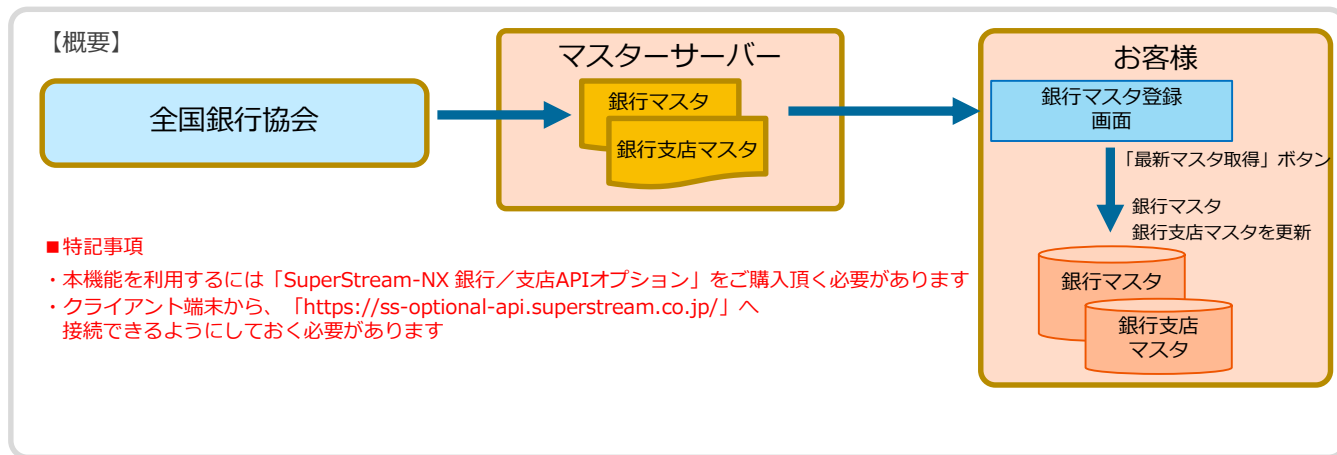 【概要】
全国銀行協会
マスターサーバー
銀行マスタ
銀行支店マスタ
お客様
銀行マスタ登録
画面
「最新マスタ取得」ボタン
銀行マスタ
銀行支店マスタを更新
銀行マスタ
銀行支店
マスタ
■特記事項
・本機能を利用するには「SuperStream-NX 銀行／支店APIオプション」をご購入頂く必要があります
・クライアント端末から、「https://ss-optional-api.superstream.co.jp/」へ
接続できるようにしておく必要があります